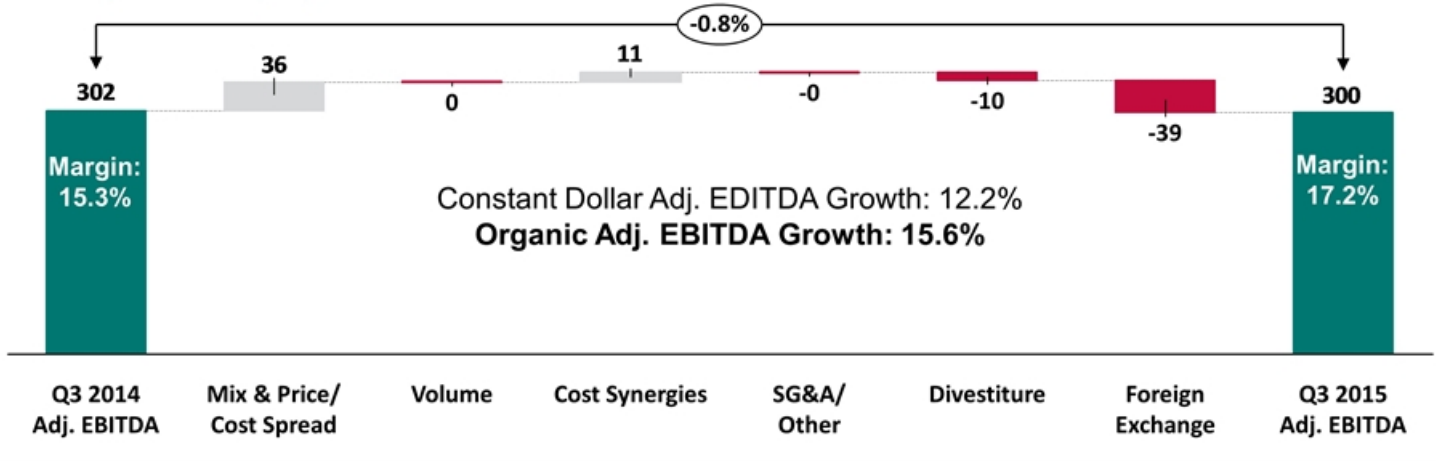 -0.8%
302
36
0
11
-0
-10
-39
300
Margin:
15.3%
Margin:
17.2%
Constant Dollar Adj. EDITDA Growth: 12.2%
Organic Adj. EBITDA Growth: 15.6%
Q3 2014
Adj. EBITDA
Mix & Price/
Cost Spread
Volume
Cost Synergies
SG&A/
Other
Divestiture
Foreign
Exchange
Q3 2015
Adj. EBITDA